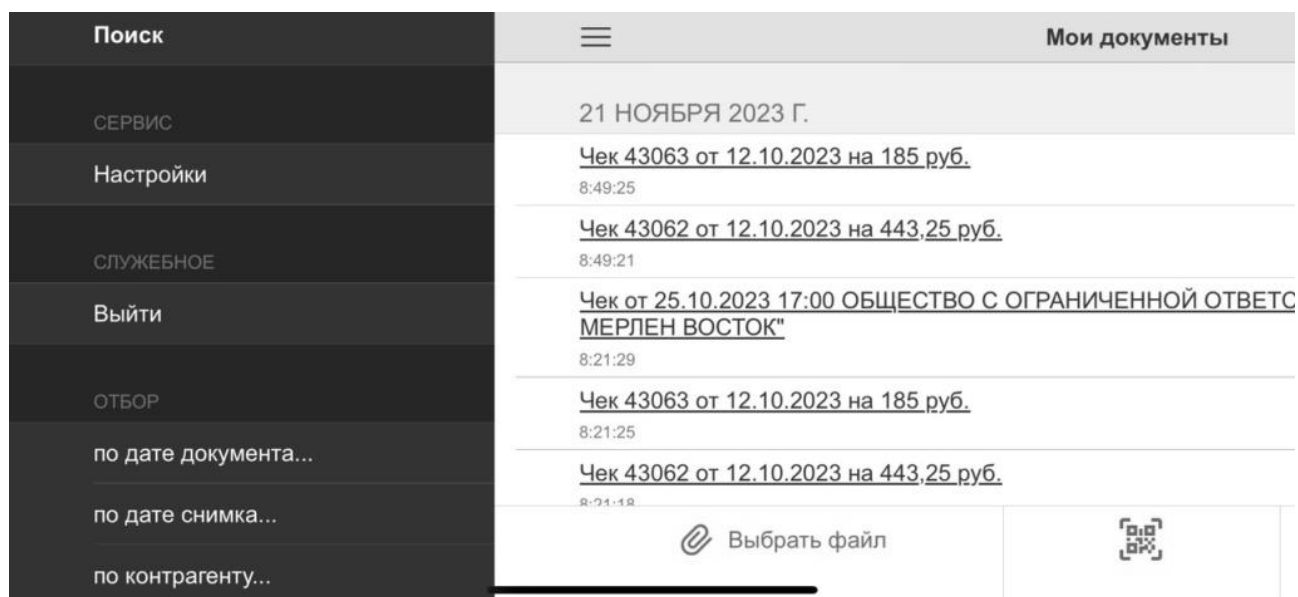 Поиск
СЕРВИС
Настройки
СЛУЖЕБНОЕ
Выйти
ОТБОР
по дате документа...
по дате снимка...
по контрагенту...
Мои документы
21 НОЯБРЯ 2023 Г.
Чек 43063 от 12.10.2023 на 185 руб.
8:49:25
Чек 43062 от 12.10.2023 на 443,25 руб.
8:49:21
Чек от 25.10.2023 17:00 ОБЩЕСТВО С ОГРАНИЧЕННОЙ ОТВЕТС
МЕРЛЕН ВОСТОК"
8:21:29
Чек 43063 от 12.10.2023 на 185 руб.
8:21:25
Чек 43062 от 12.10.2023 на 443,25 руб.
8:21:18
Выбрать файл